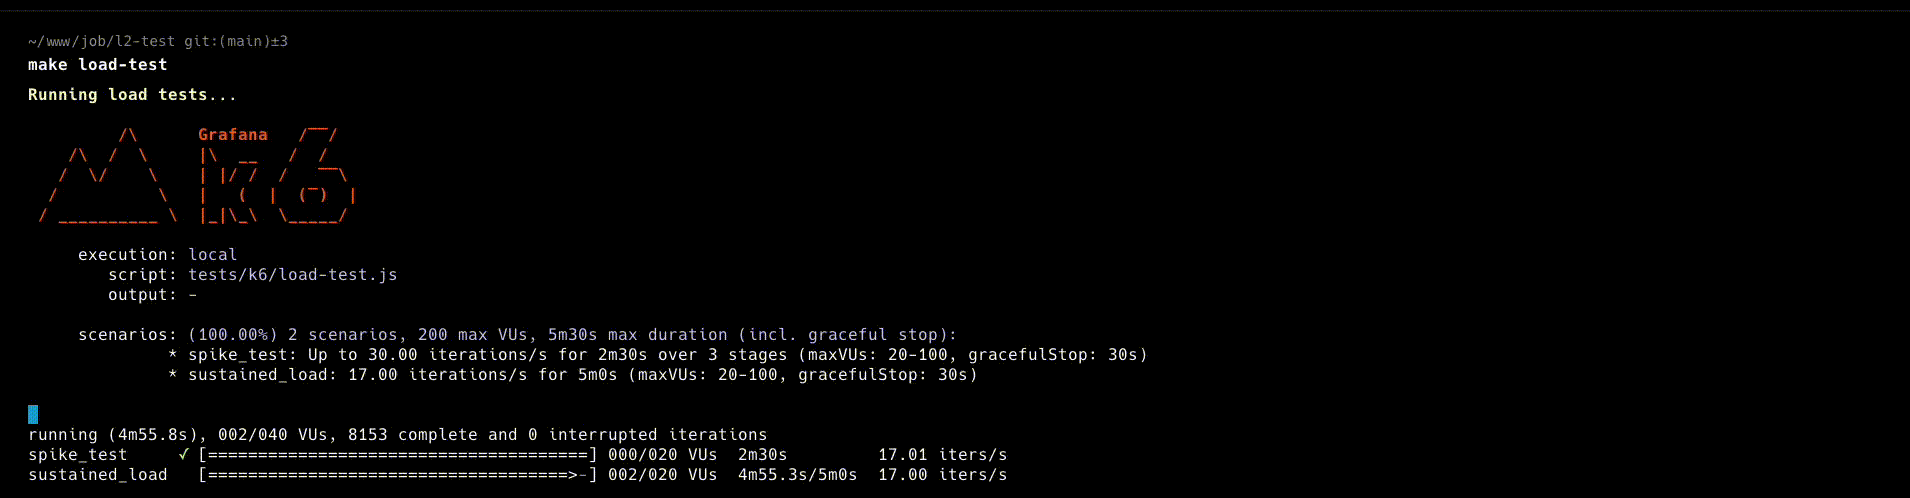 ~/www/job/l2-test git:(main)±3
make load-test
Running load tests...
         /\      Grafana   /‾‾/
    /\  /  \     |\  __   /  /
   /  \/    \    | |/ /  /   ‾‾\
  /          \   |   (  |  (‾)  |
 / __________ \  |_|\_\  \_____/
execution: local
script: tests/k6/load-test.js
output: -
scenarios: (100.00%) 2 scenarios, 200 max VUs, 5m30s max duration (incl. graceful stop):
* spike_test: Up to 30.00 iterations/s for 2m30s over 3 stages (maxVUs: 20-100, gracefulStop: 30s)
* sustained_load: 17.00 iterations/s for 5m0s (maxVUs: 20-100, gracefulStop: 30s)
running (4m55.8s), 002/040 VUs, 8153 complete and 0 interrupted iterations
spike_test     ✓ [======================================] 000/020 VUs  2m30s         17.01 iters/s
sustained_load   [====================================>-] 002/020 VUs  4m55.3s/5m0s  17.00 iters/s